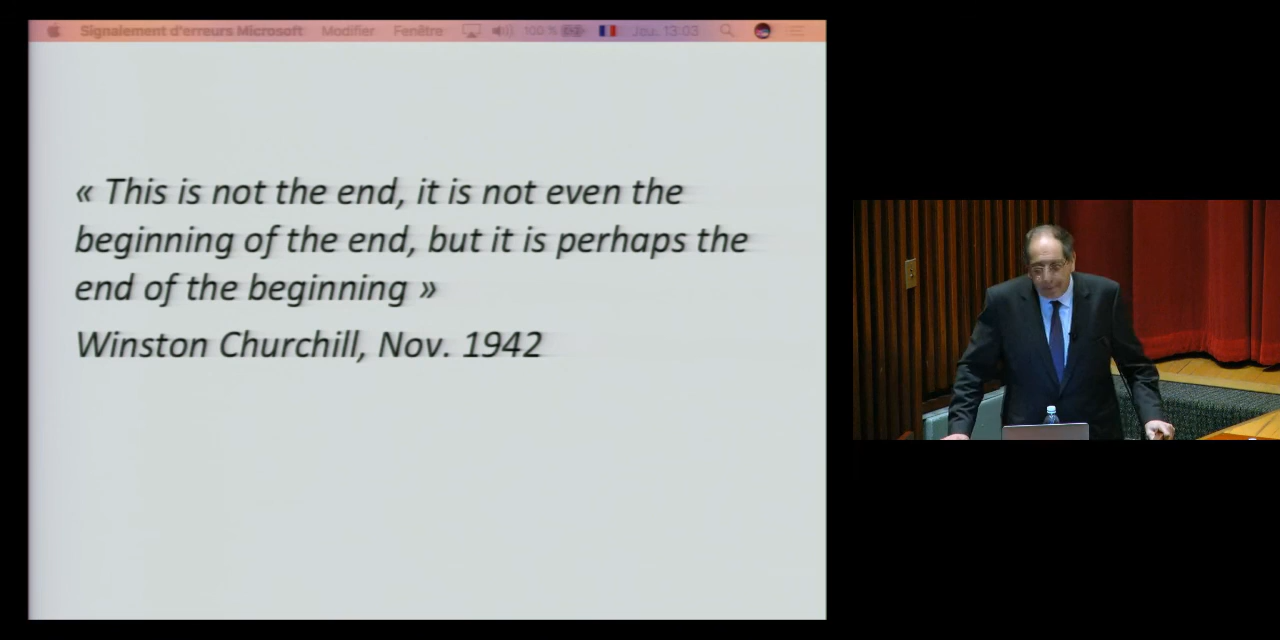 Signalement d'erreurs Microsoft Modifier Fenêtre 100 % Jeu. 13:03
« This is not the end, it is not even the
beginning of the end, but it is perhaps the
end of the beginning »
Winston Churchill, Nov. 1942